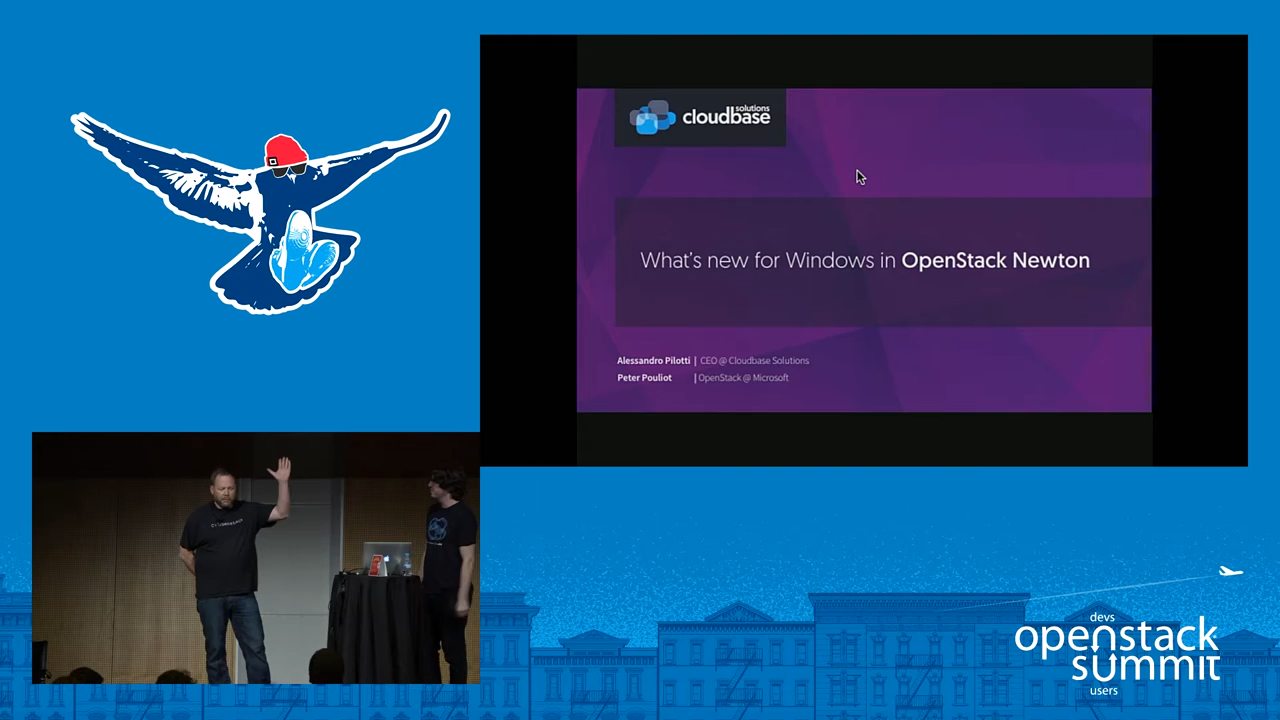 solutions
cloudbase
What's new for Windows in OpenStack Newton
Alessandro Pilotti | CEO @ Cloudbase Solutions
Peter Pouliot | OpenStack @ Microsoft
devs
openstack
summit
users